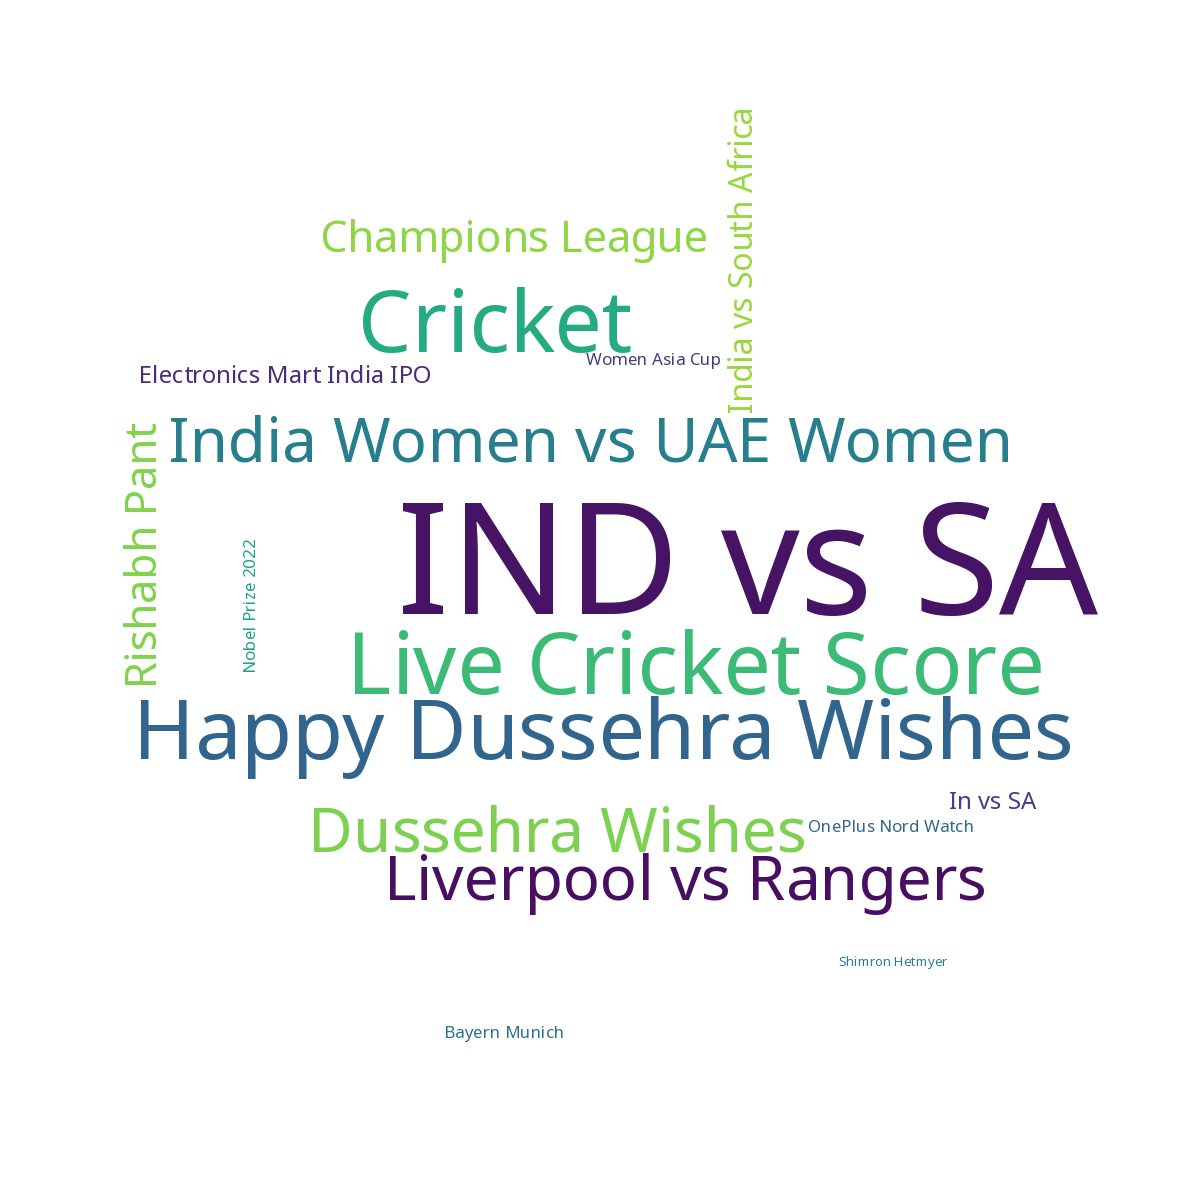 India vs South Africa
Champions League
Cricket
Women Asia Cup
Electronics Mart India IPO
India Women vs UAE Women
Rishabh Pant
IND vs SA
Nobel Prize 2022
Live Cricket Score
Happy Dussehra Wishes
In vs SA
Dussehra Wishes
OnePlus Nord Watch
Liverpool vs Rangers
Shimron Hetmyer
Bayern Munich